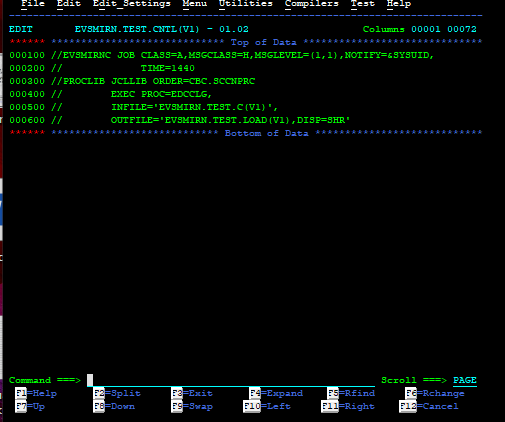 File Edit Edit_Settings Menu Utilities Compilers Test Help
EDIT EVSMIRN.TEST.CNTL(V1) - 01.02 Columns 00001 00072
****** **************************** Top of Data ****************************
000100 //EVSMIRNC JOB CLASS=A,MSGCLASS=H,MSGLEVEL=(1,1),NOTIFY=&SYSUID,
000200 // TIME=1440
000300 //PROCLIB JCLLIB ORDER=CBC.SCCNPRC
000400 // EXEC PROC=EDCCLG,
000500 // INFILE='EVSMIRN.TEST.C(V1)',
000600 // OUTFILE='EVSMIRN.TEST.LOAD(V1),DISP=SHR'
****** *************************** Bottom of Data ***************************
Command ===> Scroll ===> PAGE
F1=Help F2=Split F3=Exit F4=Expand F5=Rfind F6=Rchange
F7=Up F8=Down F9=Swap F10=Left F11=Right F12=Cancel